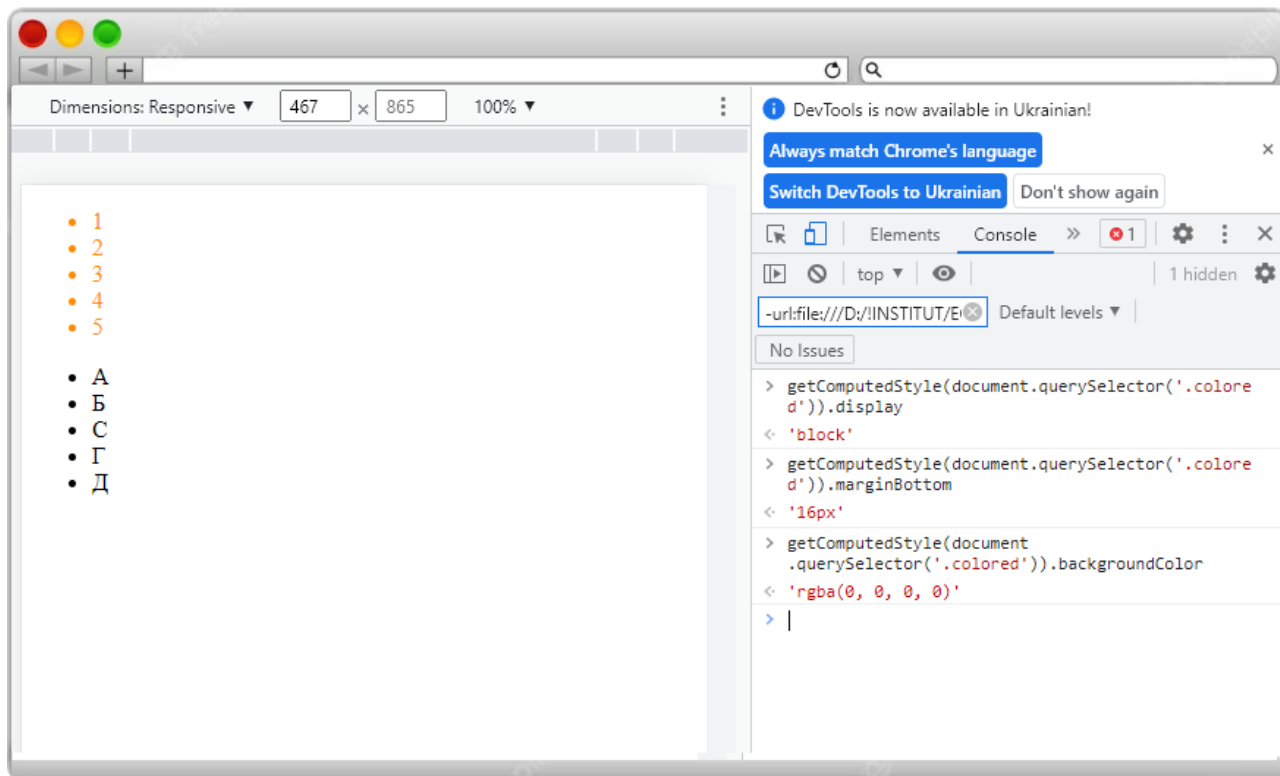 Dimensions: Responsive ▼ 467 × 865 100% ▼
DevTools is now available in Ukrainian!
Always match Chrome's language
Switch DevTools to Ukrainian Don't show again
Elements Console » 1
top ▼ 1 hidden
-url:file:///D:/!INSTITUT/E Default levels ▼
No Issues
1
2
3
4
5
А
Б
С
Г
Д
> getComputedStyle(document.querySelector('.colore
d')).display
'block'
> getComputedStyle(document.querySelector('.colore
d')).marginBottom
'16px'
> getComputedStyle(document
.querySelector('.colored')).backgroundColor
'rgba(0, 0, 0, 0)'
>